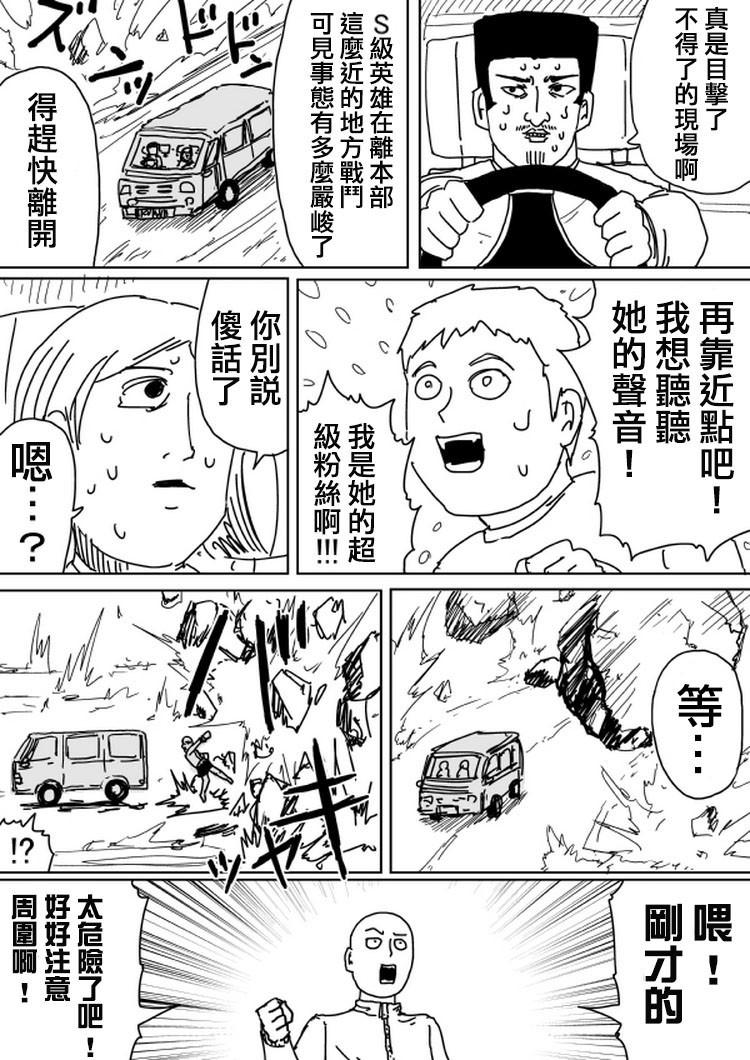 真是目擊了
不得了的現場啊
S級英雄在離本部
這麼近的地方戰鬥
可見事態有多麼嚴峻了
得趕快離開
ズドドン
再靠近點吧！
我想聽聽
她的聲音！
我是她的超
級粉絲啊!!!
你別說
傻話了
嗯…？
等…
バキッ
!?
喂！
剛才的
太危險了吧！
好好注意
周圍啊！